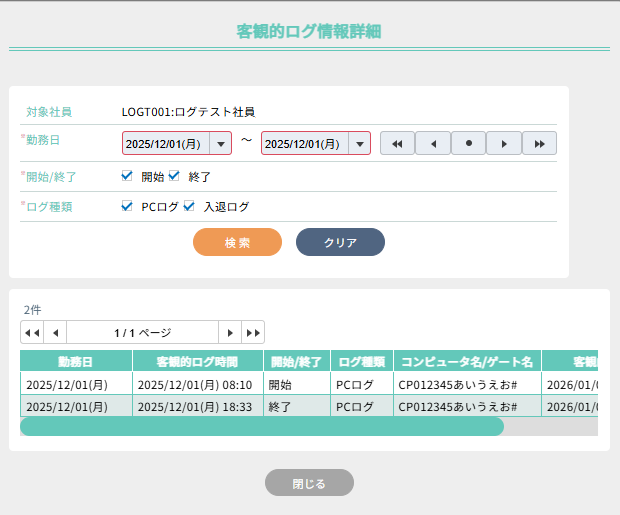 客観的ログ情報詳細
対象社員 LOGT001:ログテスト社員
*勤務日 2025/12/01(月) ～ 2025/12/01(月)
*開始/終了 開始 終了
*ログ種類 PCログ 入退ログ
検索 クリア
2件
1 / 1 ページ
勤務日 客観的ログ時間 開始/終了 ログ種類 コンピュータ名/ゲート名 客観
2025/12/01(月) 2025/12/01(月) 08:10 開始 PCログ CP012345あいうえお# 2026/01/0
2025/12/01(月) 2025/12/01(月) 18:33 終了 PCログ CP012345あいうえお# 2026/01/0
閉じる